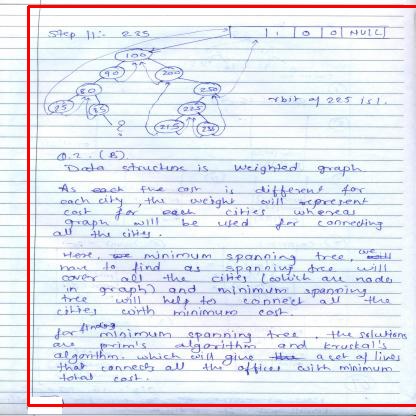 Step 11:- 235
1 0 0 NULL
100
90 200
80 250
225
25 85
215 235
?
rbit of 225 is 1.
Q.2. (B).
Data structure is weighted graph.
As each the cost is different for
each city, the weight will represent
cost for each cities whereas
graph will be used for connecting
all the cities.
Here, minimum spanning tree, we
have to find as spanning tree will
cover all the cities (which are nodes
in graph) and minimum spanning
tree will help to connect all the
cities with minimum cost.
for finding minimum spanning tree, the solutions
are prim's algorithm and kruskal's
algorithm. which will give a set of lines
that connects all the offices with minimum
total cost.